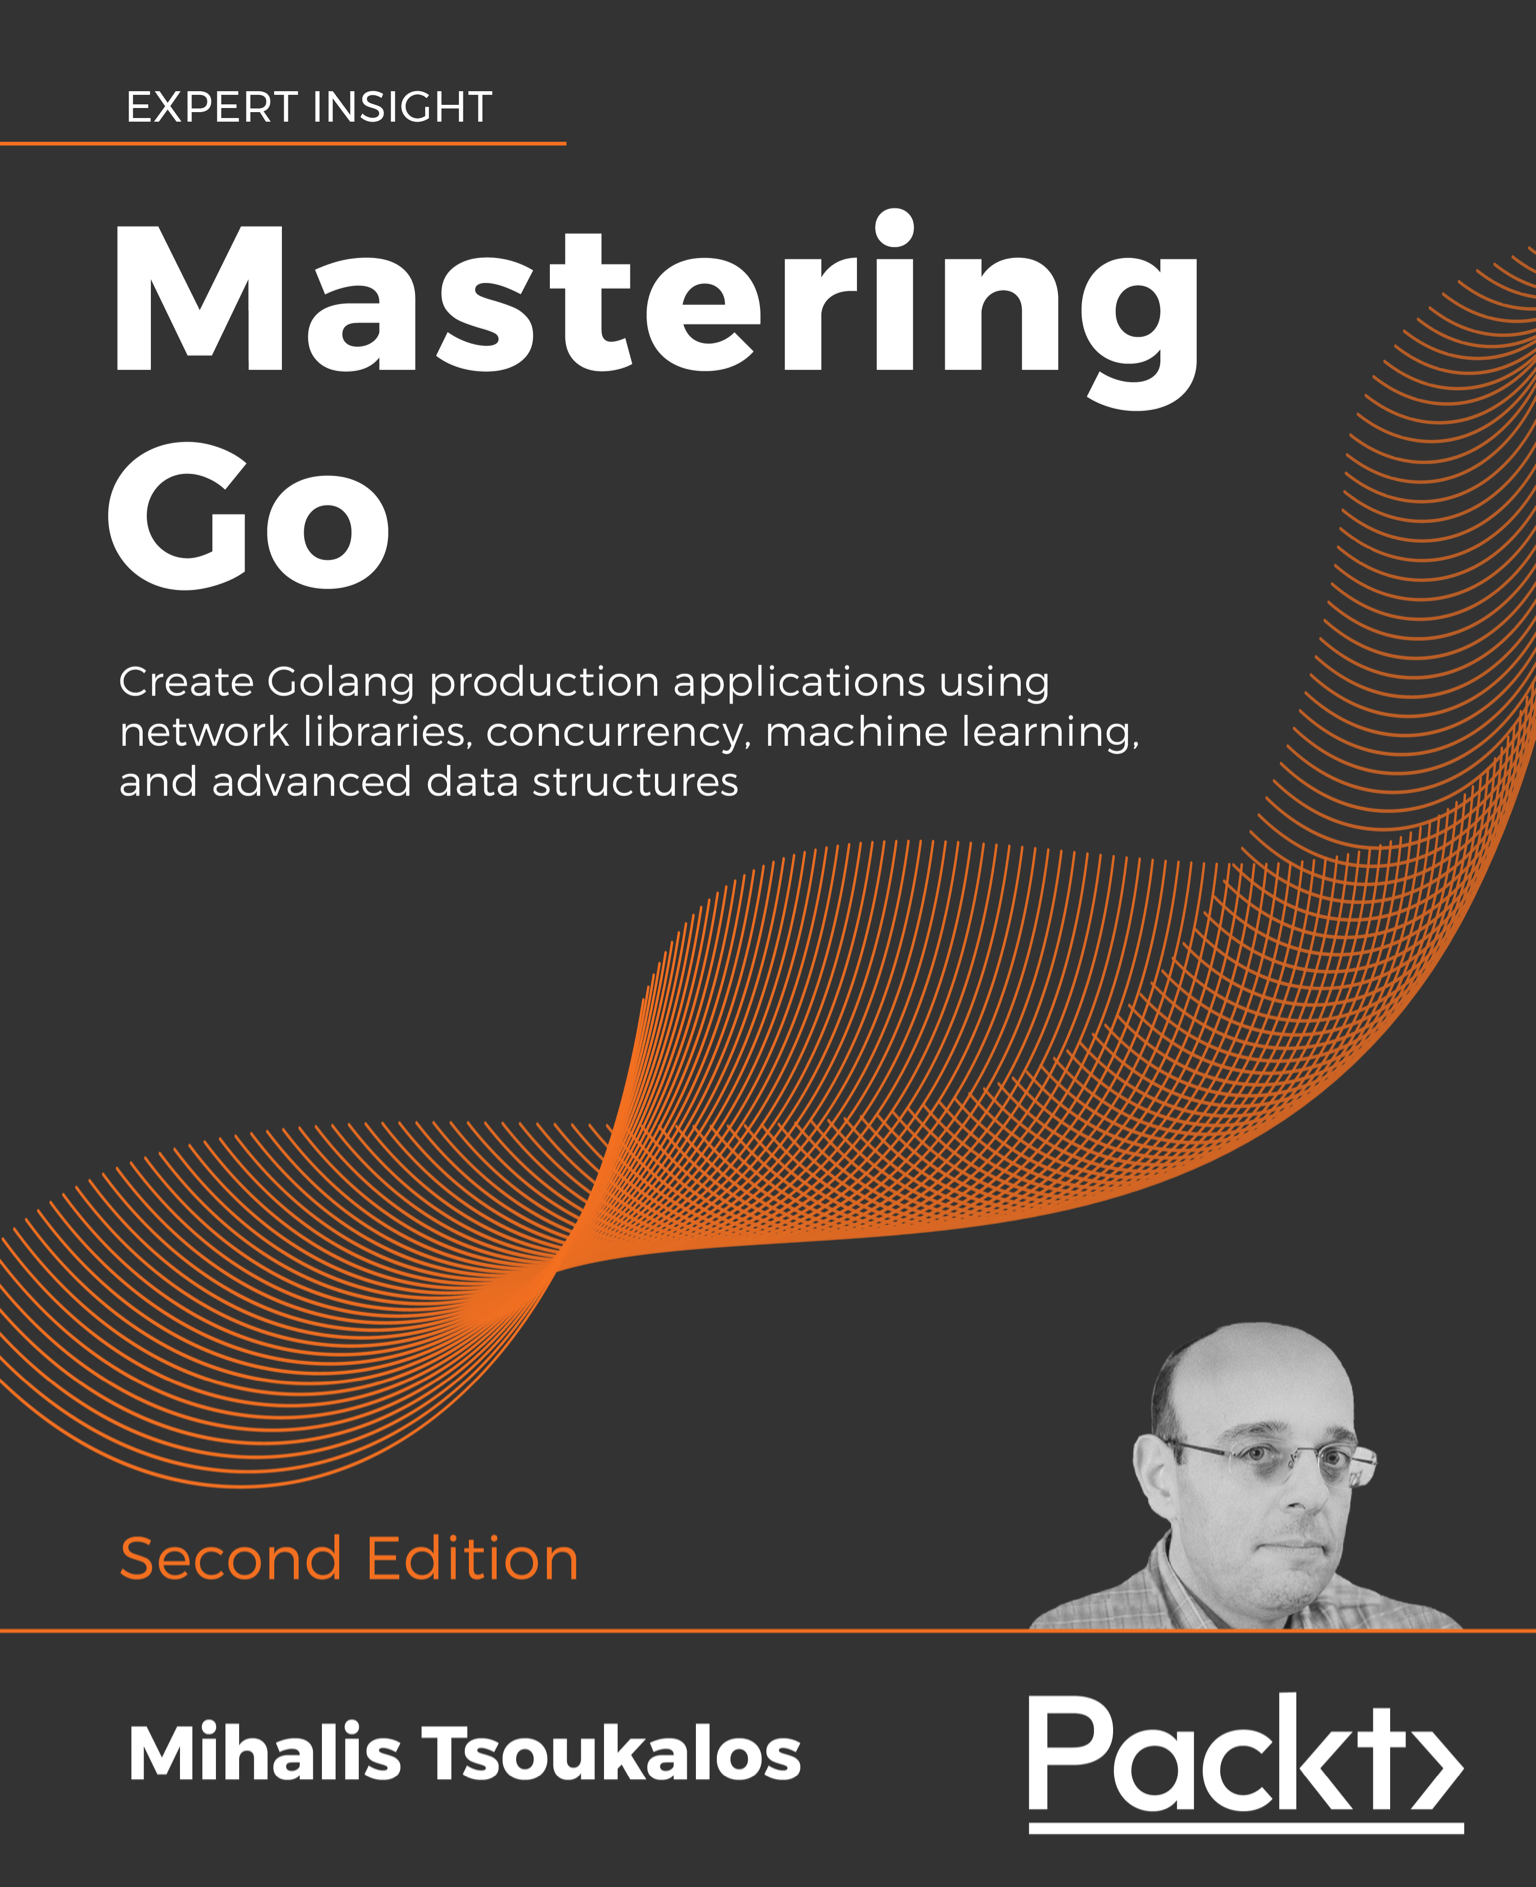 EXPERT INSIGHT
Mastering
Go
Create Golang production applications using
network libraries, concurrency, machine learning,
and advanced data structures
Second Edition
Mihalis Tsoukalos
Packt